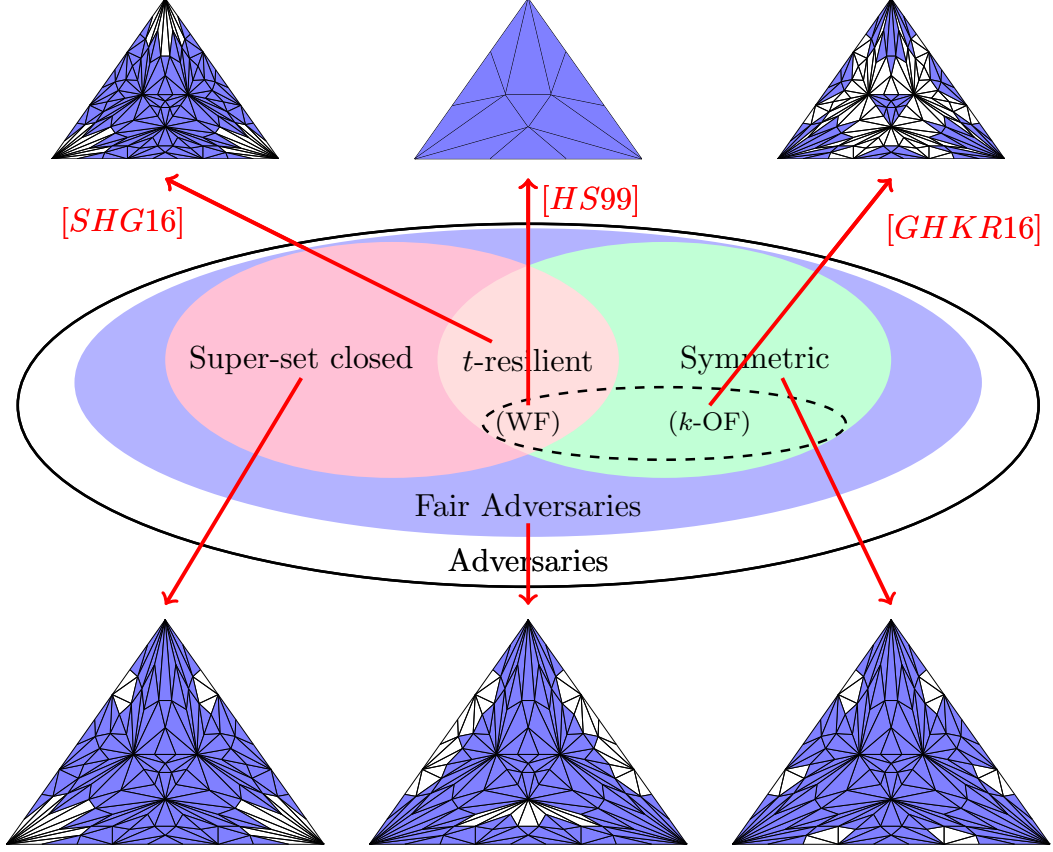 [HS99]
[SHG16]
[GHKR16]
Super-set closed
t-resilient
Symmetric
(WF)
(k-OF)
Fair Adversaries
Adversaries